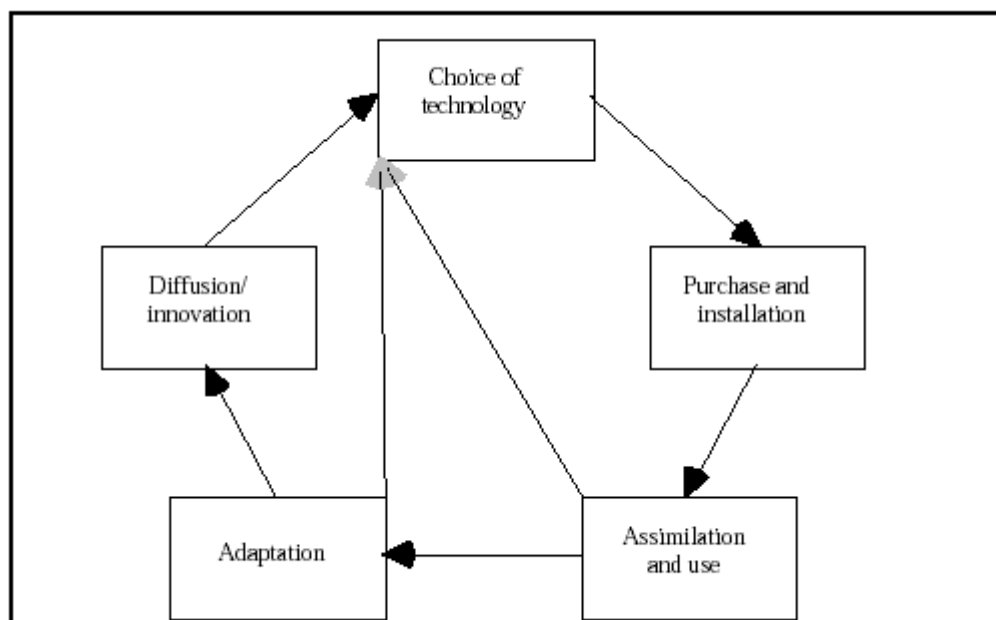 Choice of
technology
Diffusion/
innovation
Purchase and
installation
Adaptation
Assimilation
and use